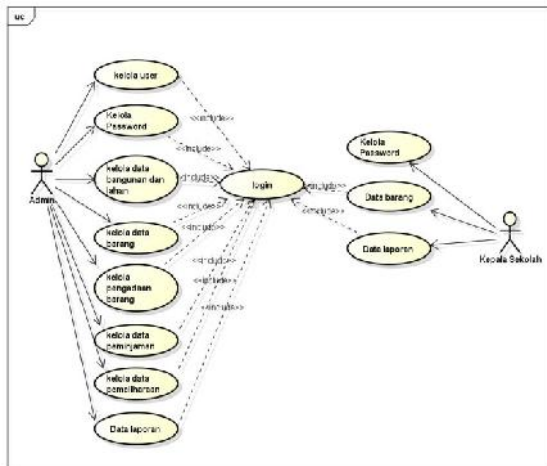 uc
kelola user
Kelola
Password
kelola data
bangunan dan
lahan
kelola data
barang
kelola
pengadaan
barang
kelola data
peminjaman
kelola data
pemeliharaan
Data laporan
Admin
<<include>>
<<include>>
<<include>>
<<include>>
<<include>>
<<include>>
<<include>>
login
<<include>>
<<include>>
Kelola
Password
Data barang
Data laporan
Kepala Sekolah